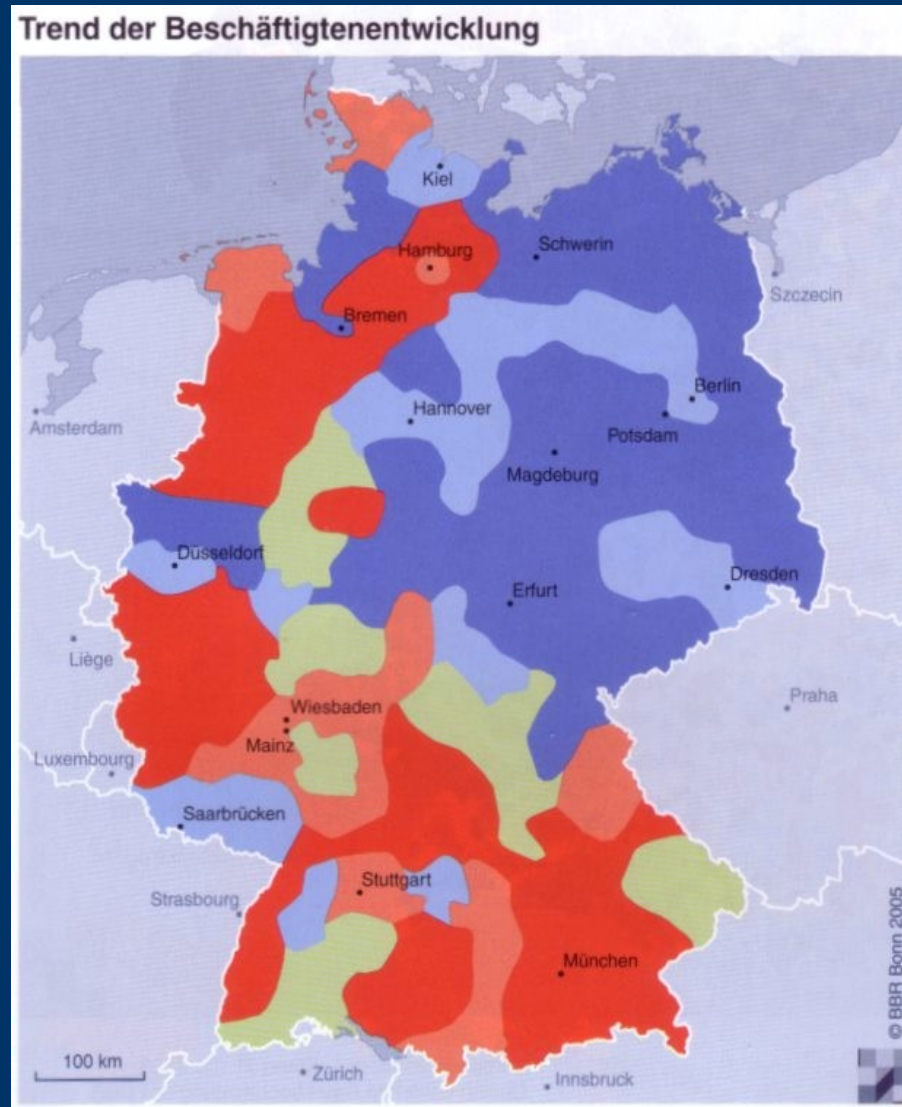 Trend der Beschäftigtenentwicklung
Kiel
Hamburg
Schwerin
Szczecin
Bremen
Berlin
Hannover
Amsterdam
Potsdam
Magdeburg
Düsseldorf
Dresden
Erfurt
Liège
Praha
Wiesbaden
Mainz
Luxembourg
Saarbrücken
Stuttgart
Strasbourg
München
© BBR Bonn 2005
100 km
Zürich
Innsbruck